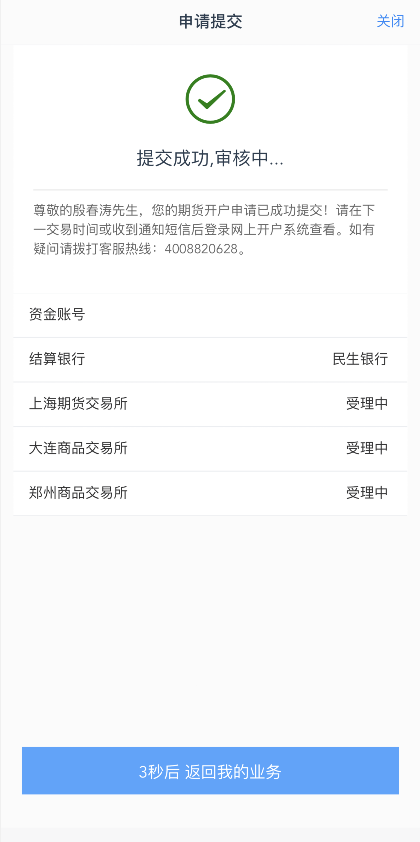 申请提交
关闭
提交成功,审核中...
尊敬的殷春涛先生，您的期货开户申请已成功提交！请在下
一交易时间或收到通知短信后登录网上开户系统查看。如有
疑问请拨打客服热线：4008820628。
资金账号
结算银行 民生银行
上海期货交易所 受理中
大连商品交易所 受理中
郑州商品交易所 受理中
3秒后 返回我的业务